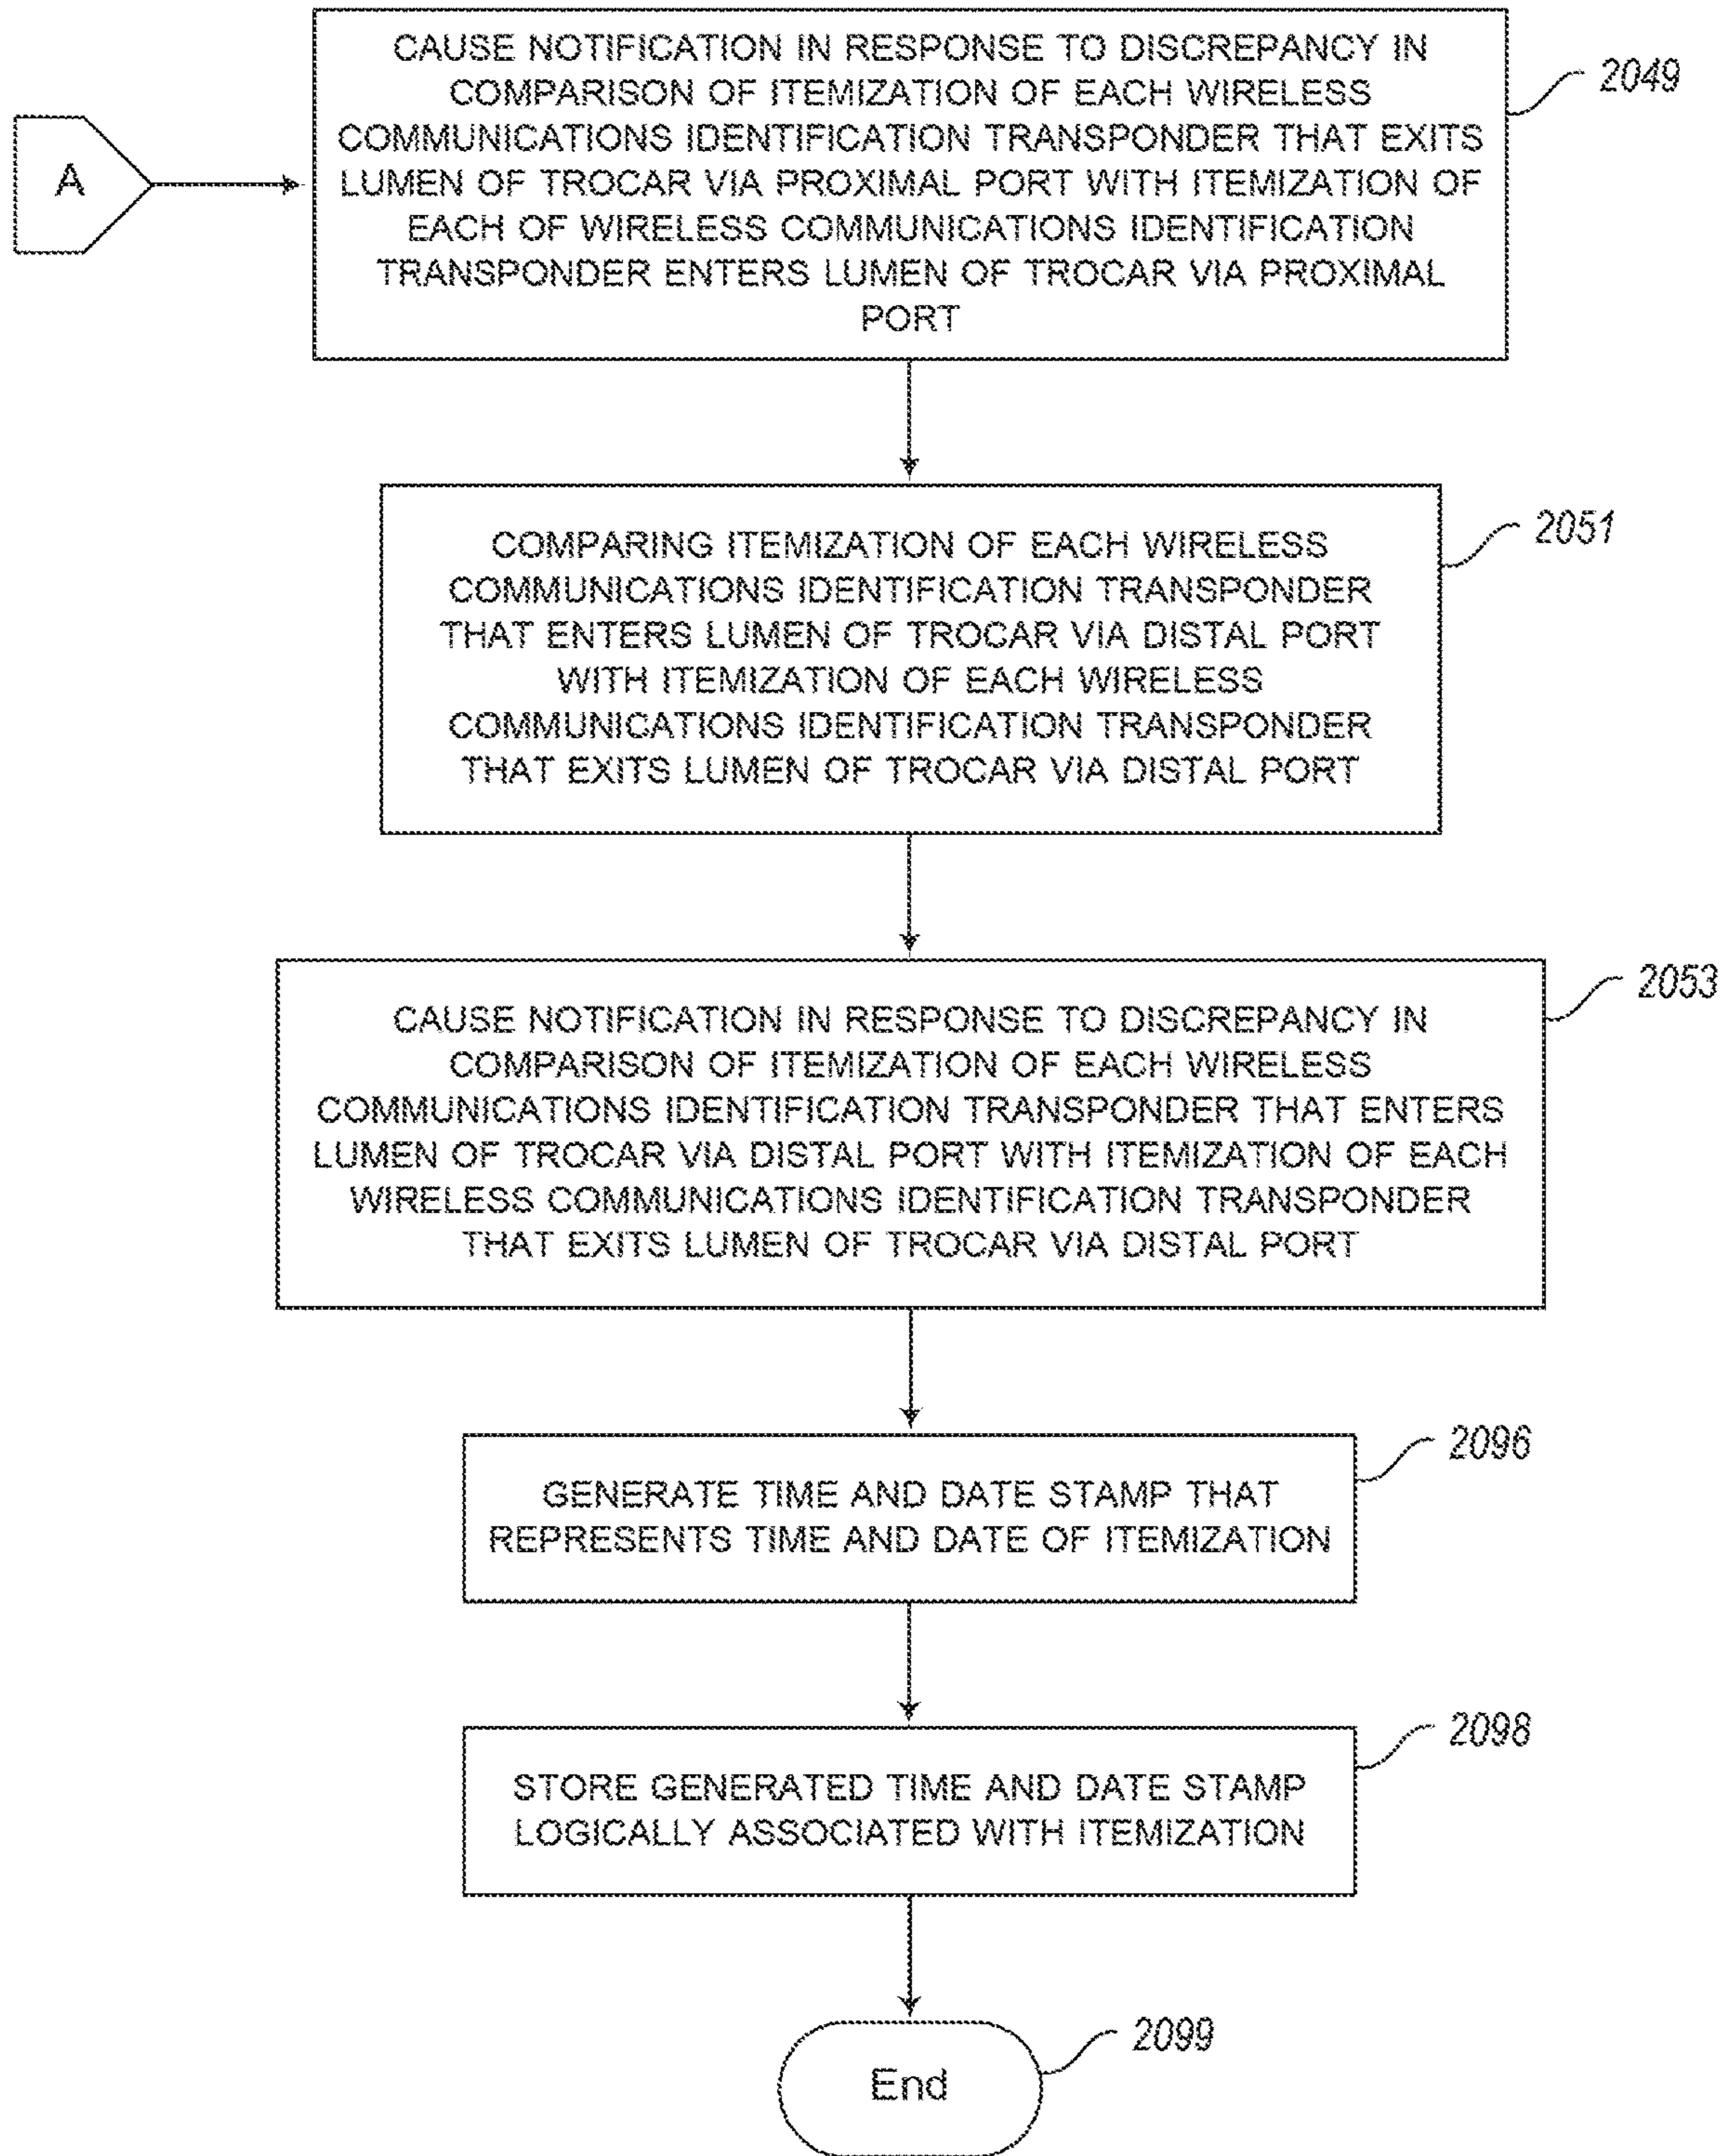 CAUSE NOTIFICATION IN RESPONSE TO DISCREPANCY IN
COMPARISON OF ITEMIZATION OF EACH WIRELESS
COMMUNICATIONS IDENTIFICATION TRANSPONDER THAT EXITS
LUMEN OF TROCAR VIA PROXIMAL PORT WITH ITEMIZATION OF
EACH OF WIRELESS COMMUNICATIONS IDENTIFICATION
TRANSPONDER ENTERS LUMEN OF TROCAR VIA PROXIMAL
PORT
2049
A
COMPARING ITEMIZATION OF EACH WIRELESS
COMMUNICATIONS IDENTIFICATION TRANSPONDER
THAT ENTERS LUMEN OF TROCAR VIA DISTAL PORT
WITH ITEMIZATION OF EACH WIRELESS
COMMUNICATIONS IDENTIFICATION TRANSPONDER
THAT EXITS LUMEN OF TROCAR VIA DISTAL PORT
2051
CAUSE NOTIFICATION IN RESPONSE TO DISCREPANCY IN
COMPARISON OF ITEMIZATION OF EACH WIRELESS
COMMUNICATIONS IDENTIFICATION TRANSPONDER THAT ENTERS
LUMEN OF TROCAR VIA DISTAL PORT WITH ITEMIZATION OF EACH
WIRELESS COMMUNICATIONS IDENTIFICATION TRANSPONDER
THAT EXITS LUMEN OF TROCAR VIA DISTAL PORT
2053
GENERATE TIME AND DATE STAMP THAT
REPRESENTS TIME AND DATE OF ITEMIZATION
2096
STORE GENERATED TIME AND DATE STAMP
LOGICALLY ASSOCIATED WITH ITEMIZATION
2098
End
2099